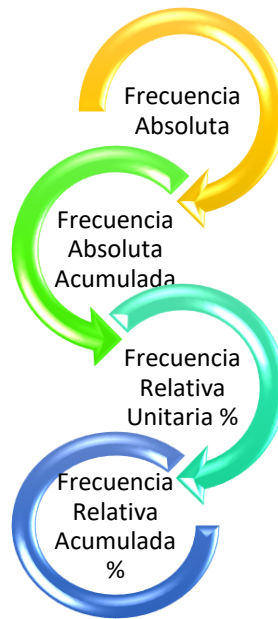 Frecuencia
Absoluta
Frecuencia
Absoluta
Acumulada
Frecuencia
Relativa
Unitaria %
Frecuencia
Relativa
Acumulada
%